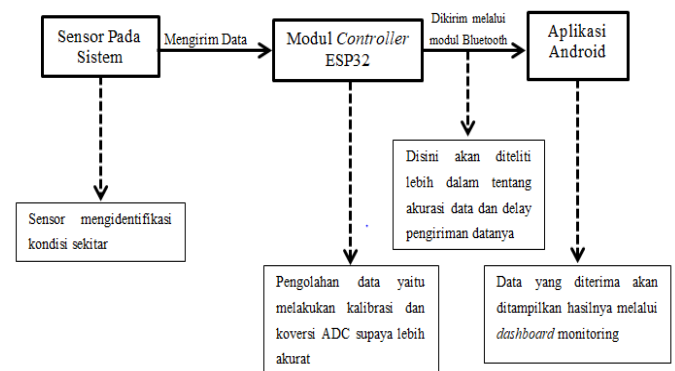 Sensor Pada
Sistem
Mengirim Data
Modul Controller
ESP32
Dikirim melalui
modul Bluetooth
Aplikasi
Android
Sensor mengidentifikasi
kondisi sekitar
Pengolahan data yaitu
melakukan kalibrasi dan
koversi ADC supaya lebih
akurat
Disini akan diteliti
lebih dalam tentang
akurasi data dan delay
pengiriman datanya
Data yang diterima akan
ditampilkan hasilnya melalui
dashboard monitoring